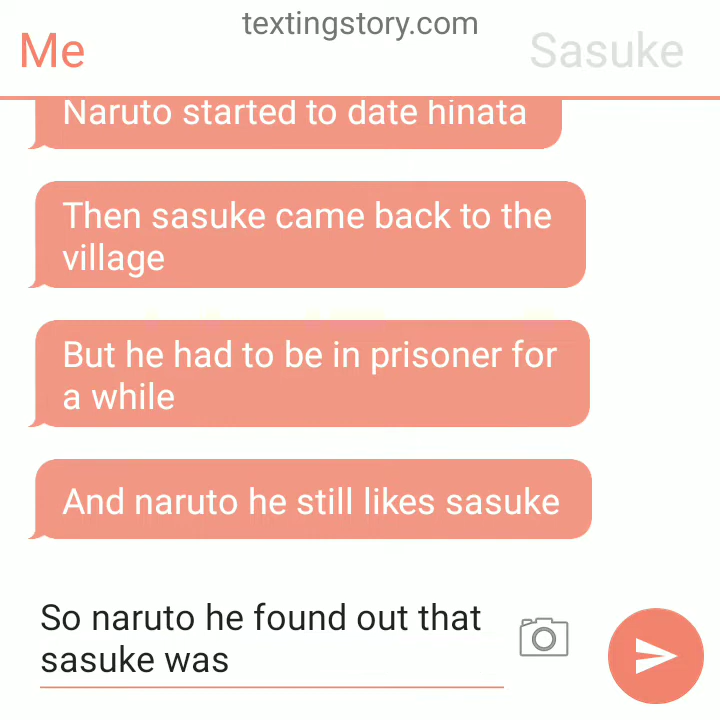 textingstory.com
Me
Sasuke
Naruto started to date hinata
Then sasuke came back to the
village
But he had to be in prisoner for
a while
And naruto he still likes sasuke
So naruto he found out that
sasuke was